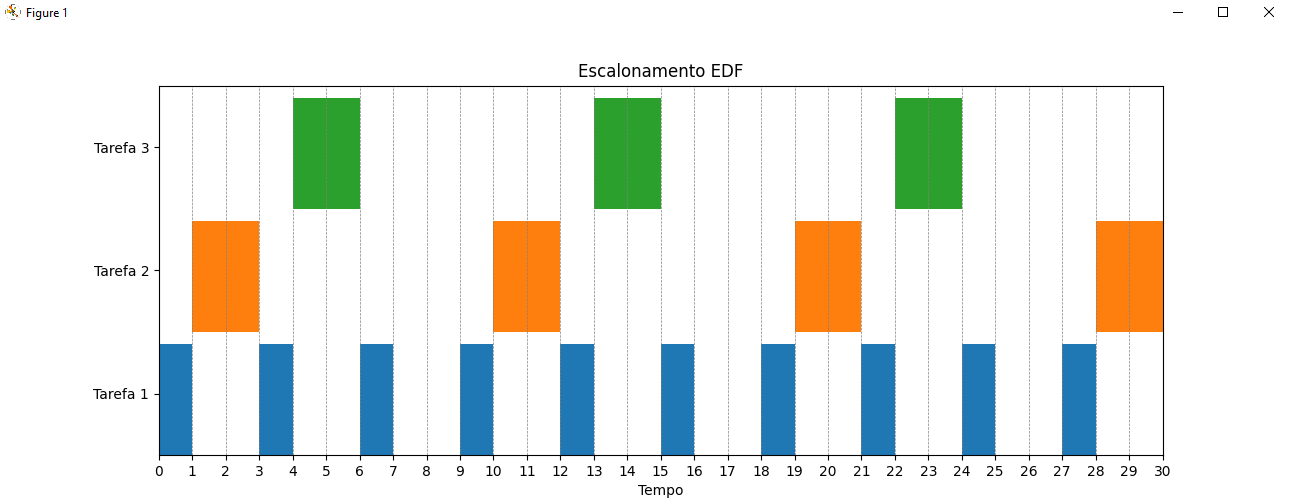 Figure 1
Escalonamento EDF
Tarefa 3
Tarefa 2
Tarefa 1
0 1 2 3 4 5 6 7 8 9 10 11 12 13 14 15 16 17 18 19 20 21 22 23 24 25 26 27 28 29 30
Tempo